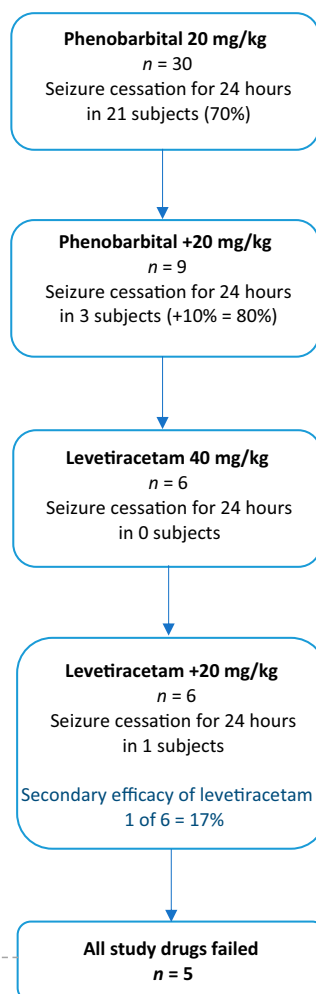 Phenobarbital 20 mg/kg
n = 30
Seizure cessation for 24 hours
in 21 subjects (70%)
Phenobarbital +20 mg/kg
n = 9
Seizure cessation for 24 hours
in 3 subjects (+10% = 80%)
Levetiracetam 40 mg/kg
n = 6
Seizure cessation for 24 hours
in 0 subjects
Levetiracetam +20 mg/kg
n = 6
Seizure cessation for 24 hours
in 1 subjects
Secondary efficacy of levetiracetam
1 of 6 = 17%
All study drugs failed
n = 5